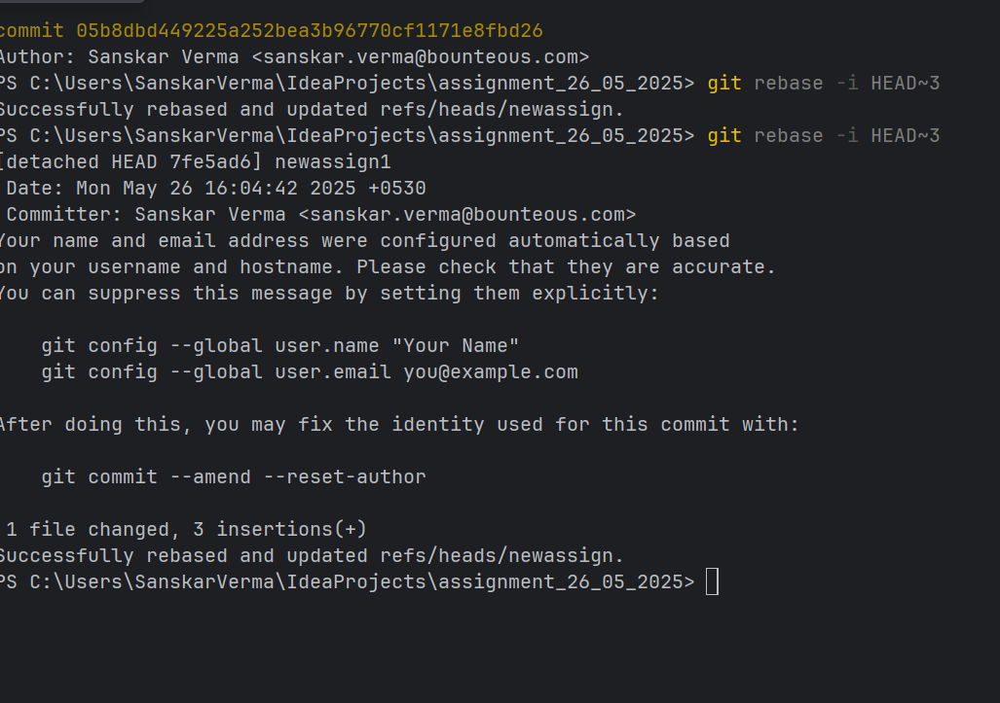 commit 05b8dbd449225a252bea3b96770cf1171e8fbd26
Author: Sanskar Verma <sanskar.verma@bounteous.com>
PS C:\Users\SanskarVerma\IdeaProjects\assignment_26_05_2025> git rebase -i HEAD~3
Successfully rebased and updated refs/heads/newassign.
PS C:\Users\SanskarVerma\IdeaProjects\assignment_26_05_2025> git rebase -i HEAD~3
[detached HEAD 7fe5ad6] newassign1
Date: Mon May 26 16:04:42 2025 +0530
Committer: Sanskar Verma <sanskar.verma@bounteous.com>
Your name and email address were configured automatically based
on your username and hostname. Please check that they are accurate.
You can suppress this message by setting them explicitly:
git config --global user.name "Your Name"
git config --global user.email you@example.com
After doing this, you may fix the identity used for this commit with:
git commit --amend --reset-author
1 file changed, 3 insertions(+)
Successfully rebased and updated refs/heads/newassign.
PS C:\Users\SanskarVerma\IdeaProjects\assignment_26_05_2025>